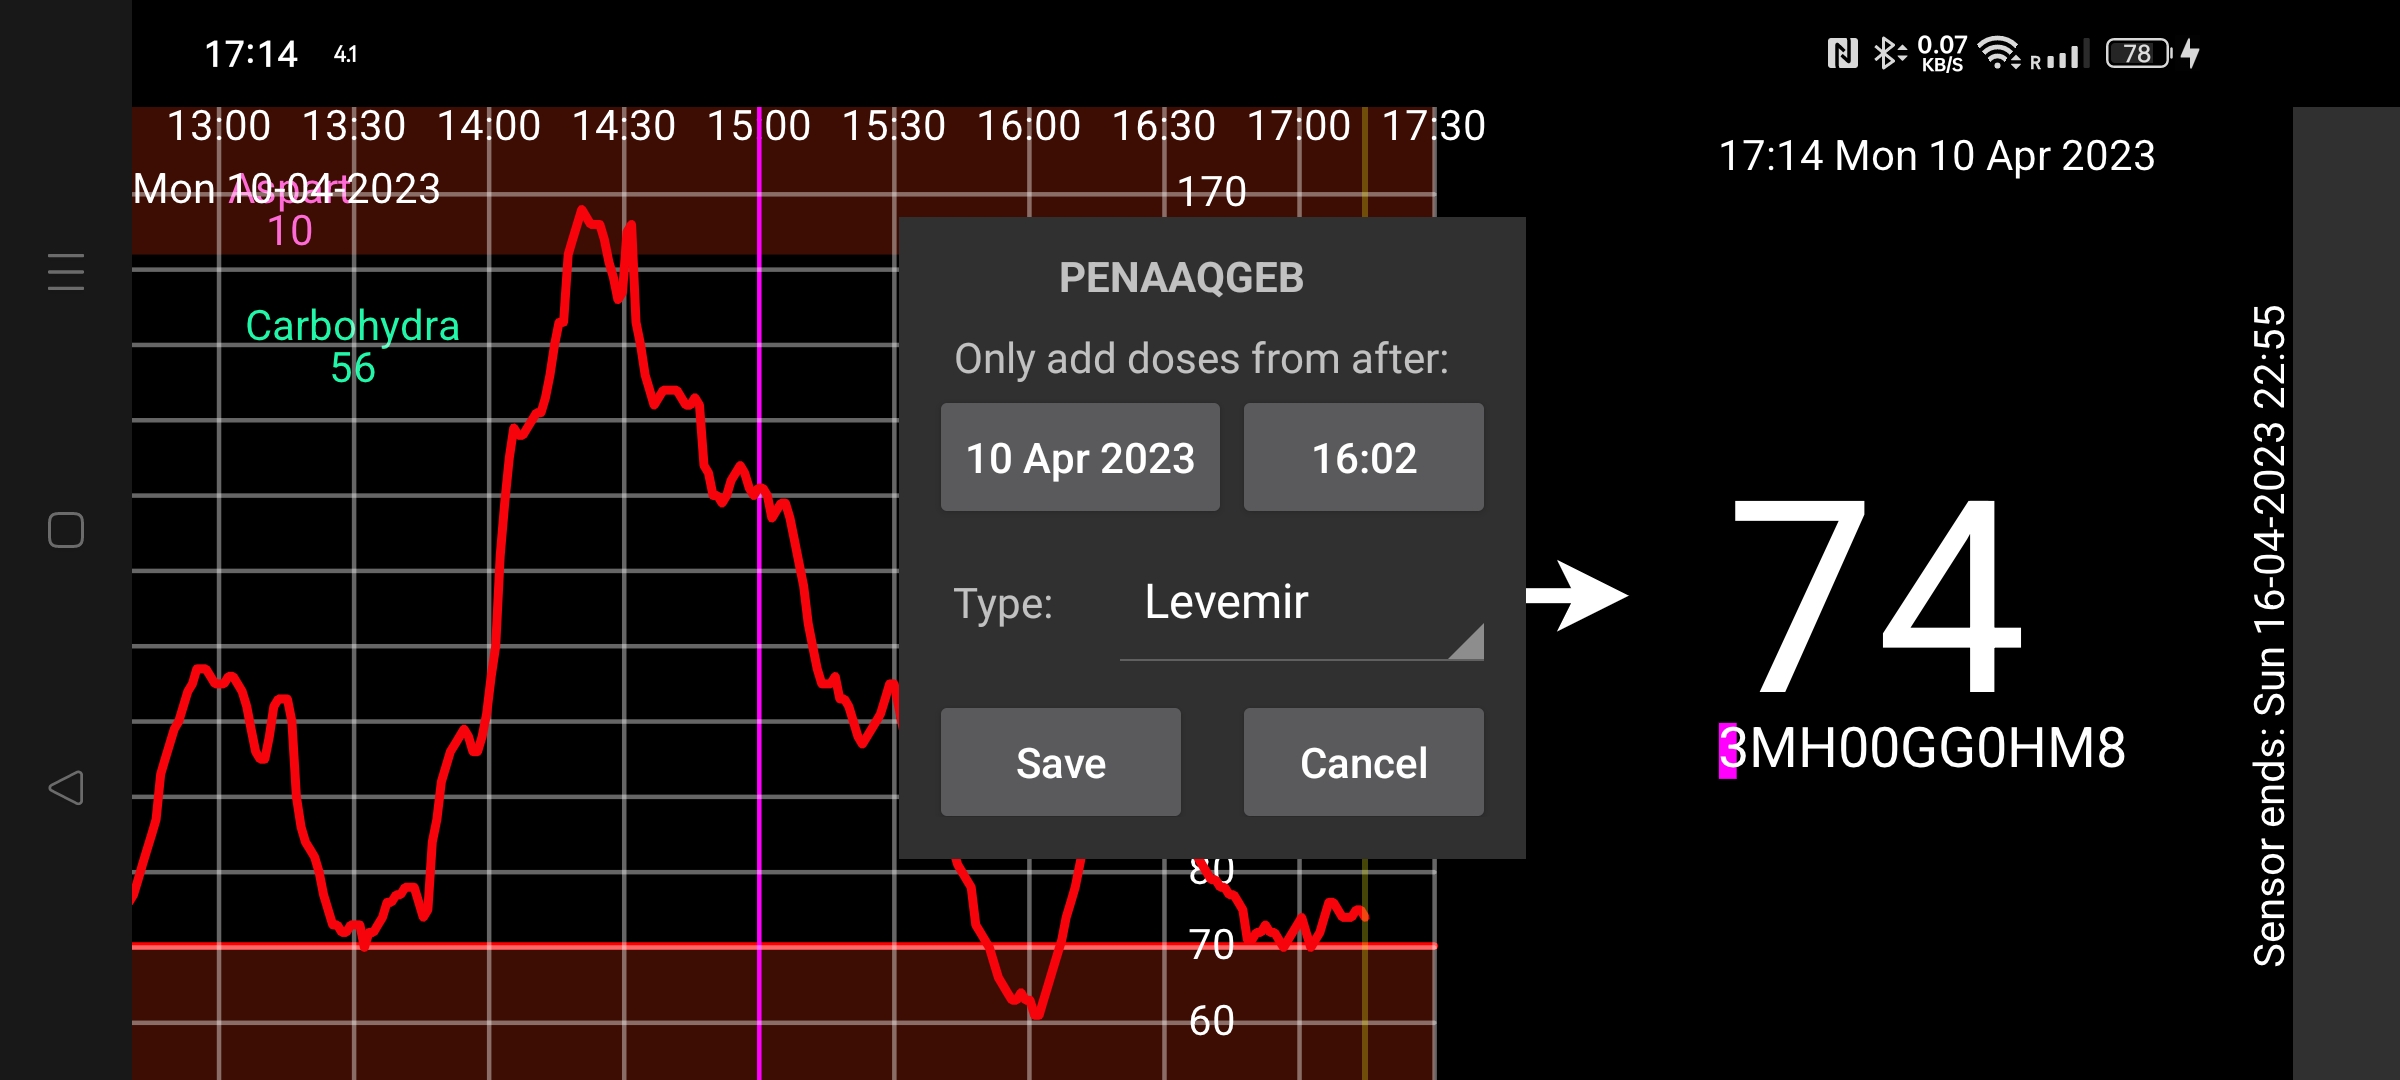 17:14 41 0.07 KB/S R 78
13:00 13:30 14:00 14:30 15:00 15:30 16:00 16:30 17:00 17:30
Mon 10-04-2023
Aspart
10
170
Carbohydra
56
80
70
60
PENAAQGEB
Only add doses from after:
10 Apr 2023 16:02
Type: Levemir
Save Cancel
17:14 Mon 10 Apr 2023
74
3MH00GG0HM8
Sensor ends: Sun 16-04-2023 22:55